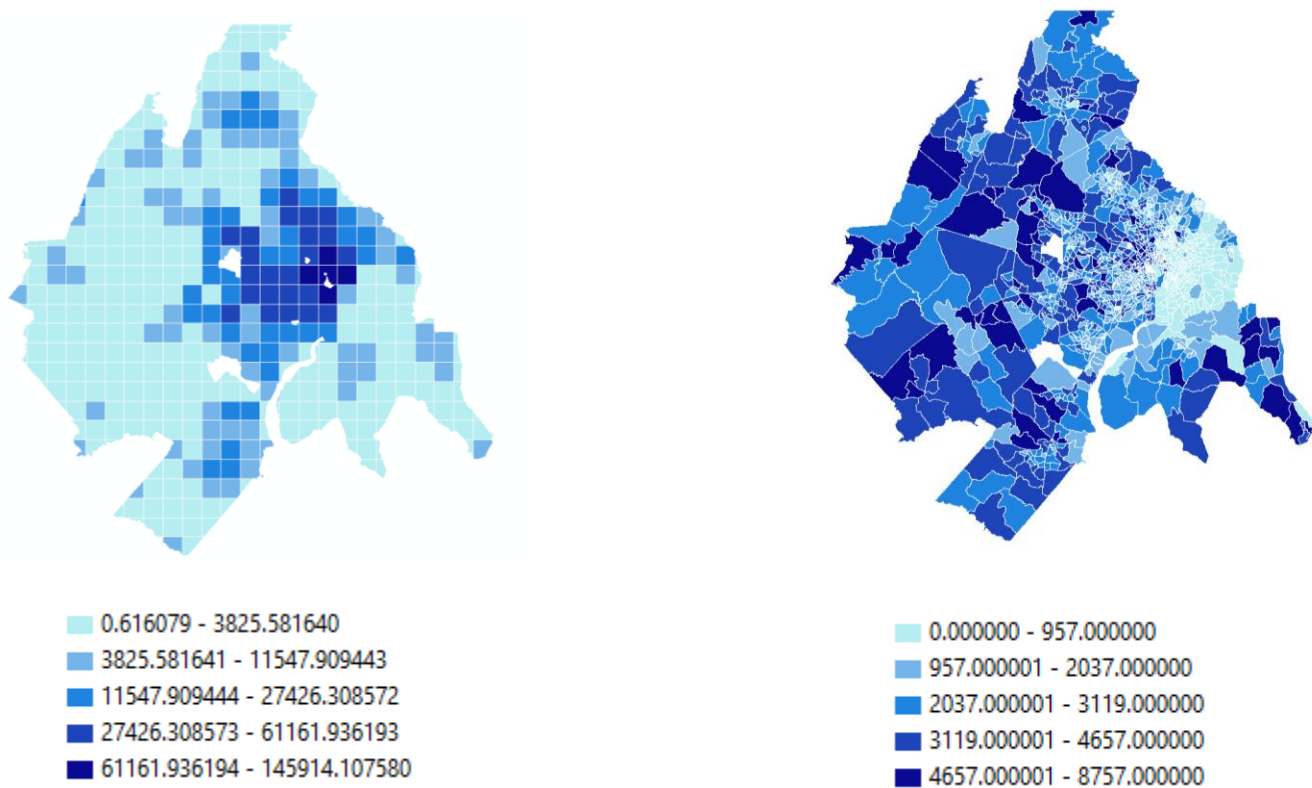 0.616079 - 3825.581640
3825.581641 - 11547.909443
11547.909444 - 27426.308572
27426.308573 - 61161.936193
61161.936194 - 145914.107580
0.000000 - 957.000000
957.000001 - 2037.000000
2037.000001 - 3119.000000
3119.000001 - 4657.000000
4657.000001 - 8757.000000